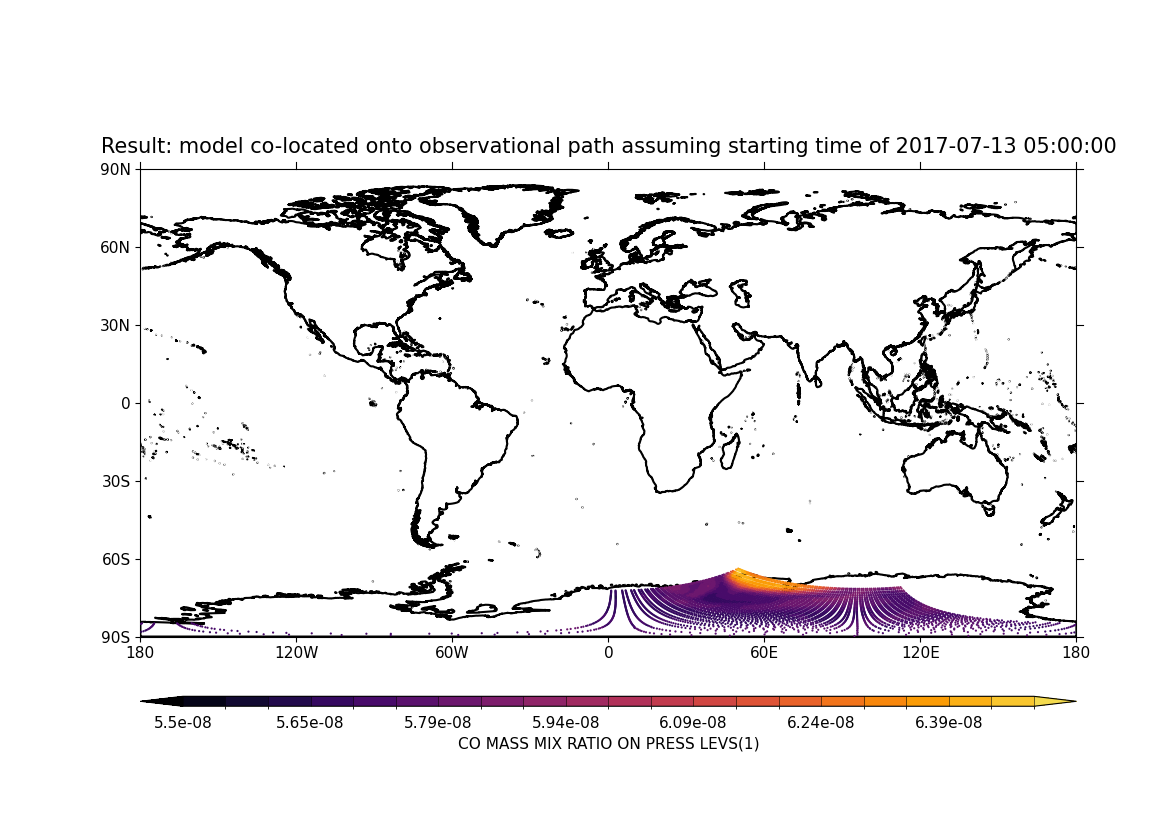 Result: model co-located onto observational path assuming starting time of 2017-07-13 05:00:00
90N
60N
30N
0
30S
60S
90S
180 120W 60W 0 60E 120E 180
5.5e-08 5.65e-08 5.79e-08 5.94e-08 6.09e-08 6.24e-08 6.39e-08
CO MASS MIX RATIO ON PRESS LEVS(1)